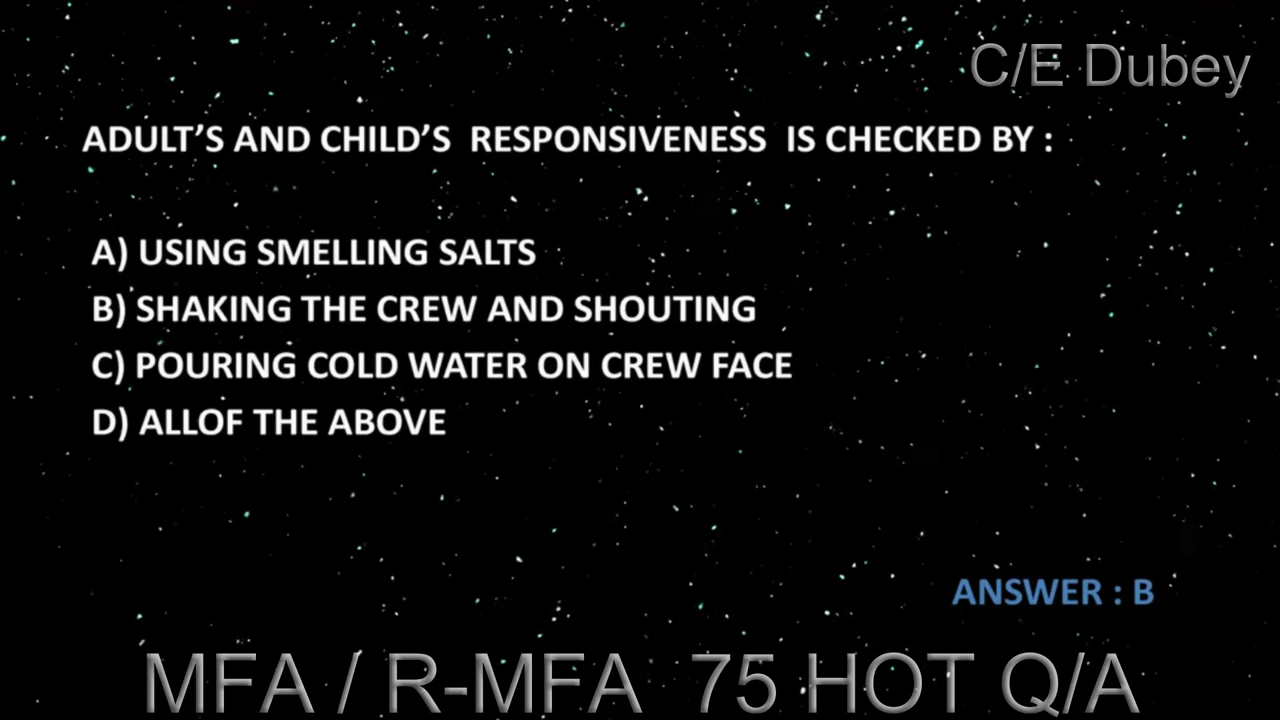 C/E Dubey
ADULT’S AND CHILD’S RESPONSIVENESS IS CHECKED BY :
A) USING SMELLING SALTS
B) SHAKING THE CREW AND SHOUTING
C) POURING COLD WATER ON CREW FACE
D) ALLOF THE ABOVE
ANSWER : B
MFA / R-MFA 75 HOT Q/A